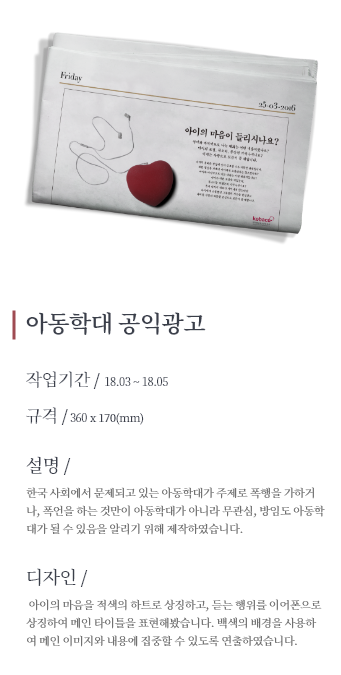 Friday
25-03-2016
아이의 마음이 들리시나요?
kobaco
아동학대 공익광고
작업기간 / 18.03 ~ 18.05
규격 / 360 x 170(mm)
설명 /
한국 사회에서 문제되고 있는 아동학대가 주제로 폭행을 가하거
나, 폭언을 하는 것만이 아동학대가 아니라 무관심, 방임도 아동학
대가 될 수 있음을 알리기 위해 제작하였습니다.
디자인 /
아이의 마음을 적색의 하트로 상징하고, 듣는 행위를 이어폰으로
상징하여 메인 타이틀을 표현해봤습니다. 백색의 배경을 사용하
여 메인 이미지와 내용에 집중할 수 있도록 연출하였습니다.